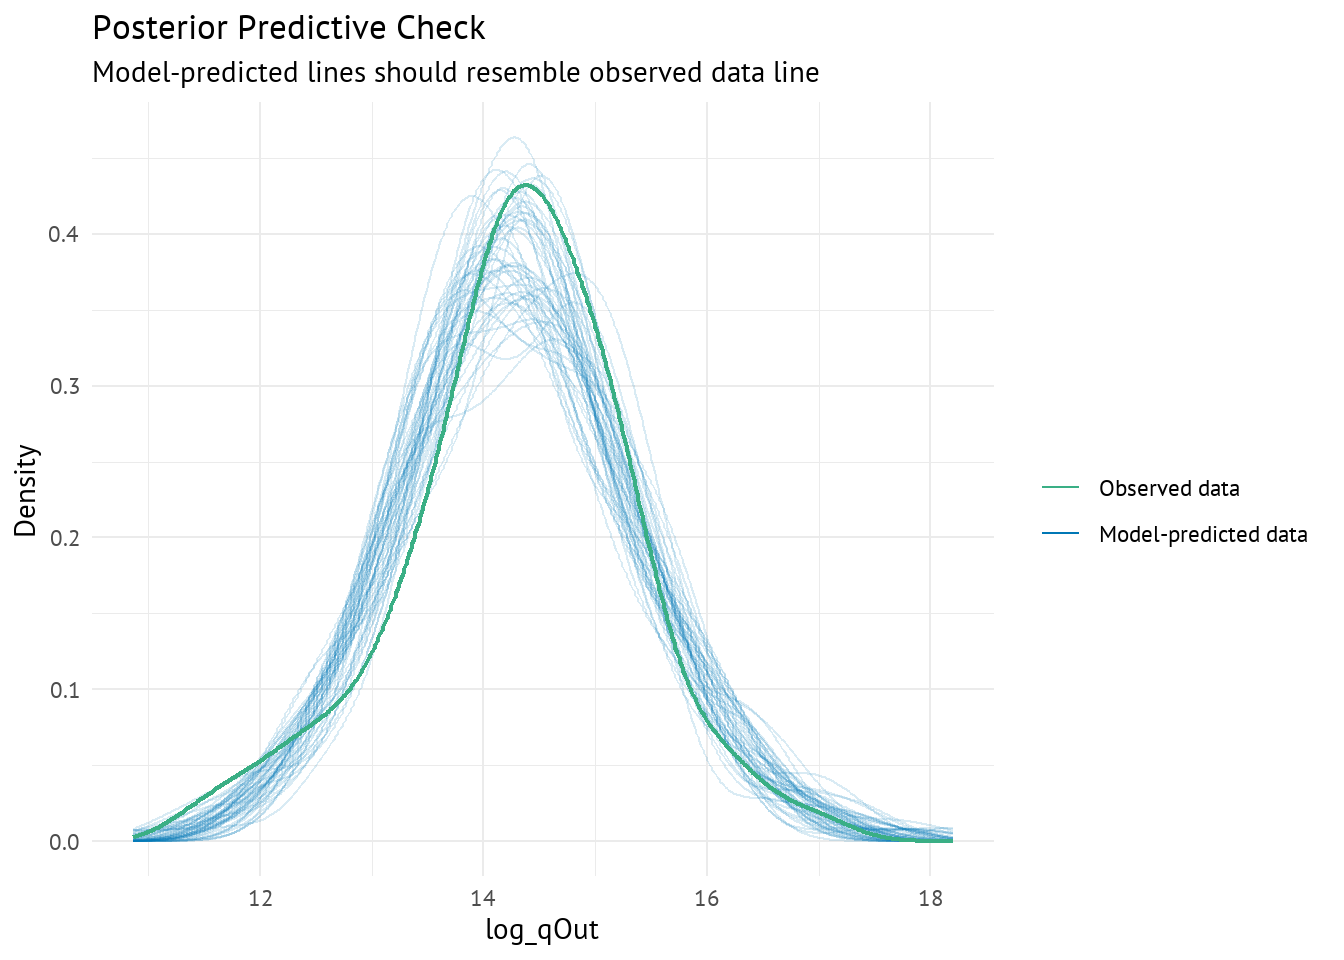 Posterior Predictive Check
Model-predicted lines should resemble observed data line
0.4
0.3
0.2
0.1
0.0
Density
12 14 16 18
log_qOut
Observed data
Model-predicted data